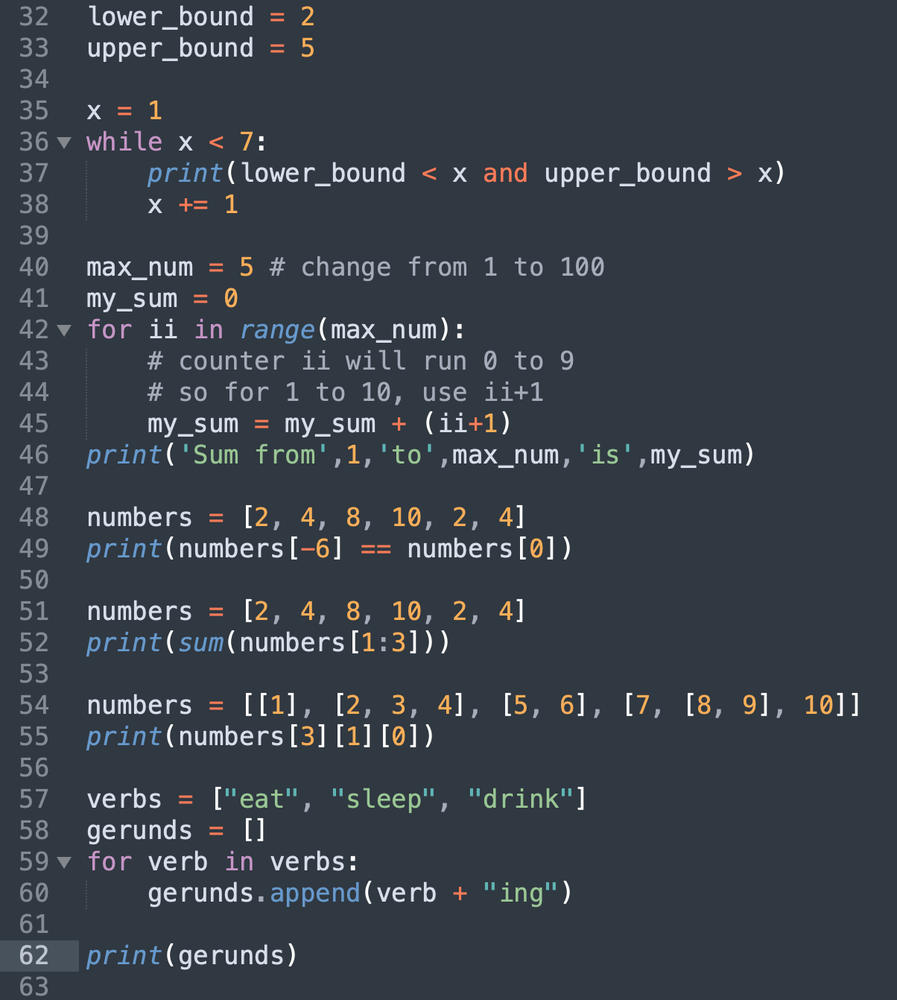 32 lower_bound = 2
33 upper_bound = 5
34
35 x = 1
36 while x < 7:
37     print(lower_bound < x and upper_bound > x)
38     x += 1
39
40 max_num = 5 # change from 1 to 100
41 my_sum = 0
42 for ii in range(max_num):
43     # counter ii will run 0 to 9
44     # so for 1 to 10, use ii+1
45     my_sum = my_sum + (ii+1)
46 print('Sum from',1,'to',max_num,'is',my_sum)
47
48 numbers = [2, 4, 8, 10, 2, 4]
49 print(numbers[-6] == numbers[0])
50
51 numbers = [2, 4, 8, 10, 2, 4]
52 print(sum(numbers[1:3]))
53
54 numbers = [[1], [2, 3, 4], [5, 6], [7, [8, 9], 10]]
55 print(numbers[3][1][0])
56
57 verbs = ["eat", "sleep", "drink"]
58 gerunds = []
59 for verb in verbs:
60     gerunds.append(verb + "ing")
61
62 print(gerunds)
63